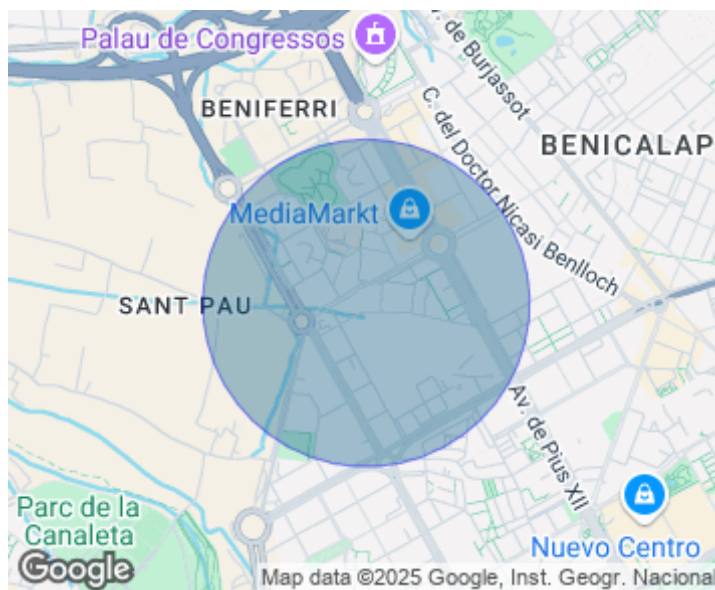 Palau de Congressos
Av. de Burjassot
BENIFERRI
C. del Doctor Nicasi Benlloch
BENICALAP
MediaMarkt
SANT PAU
Av. de Pius XII
Parc de la
Canaleta
Nuevo Centro
Google
Map data ©2025 Google, Inst. Geogr. Nacional